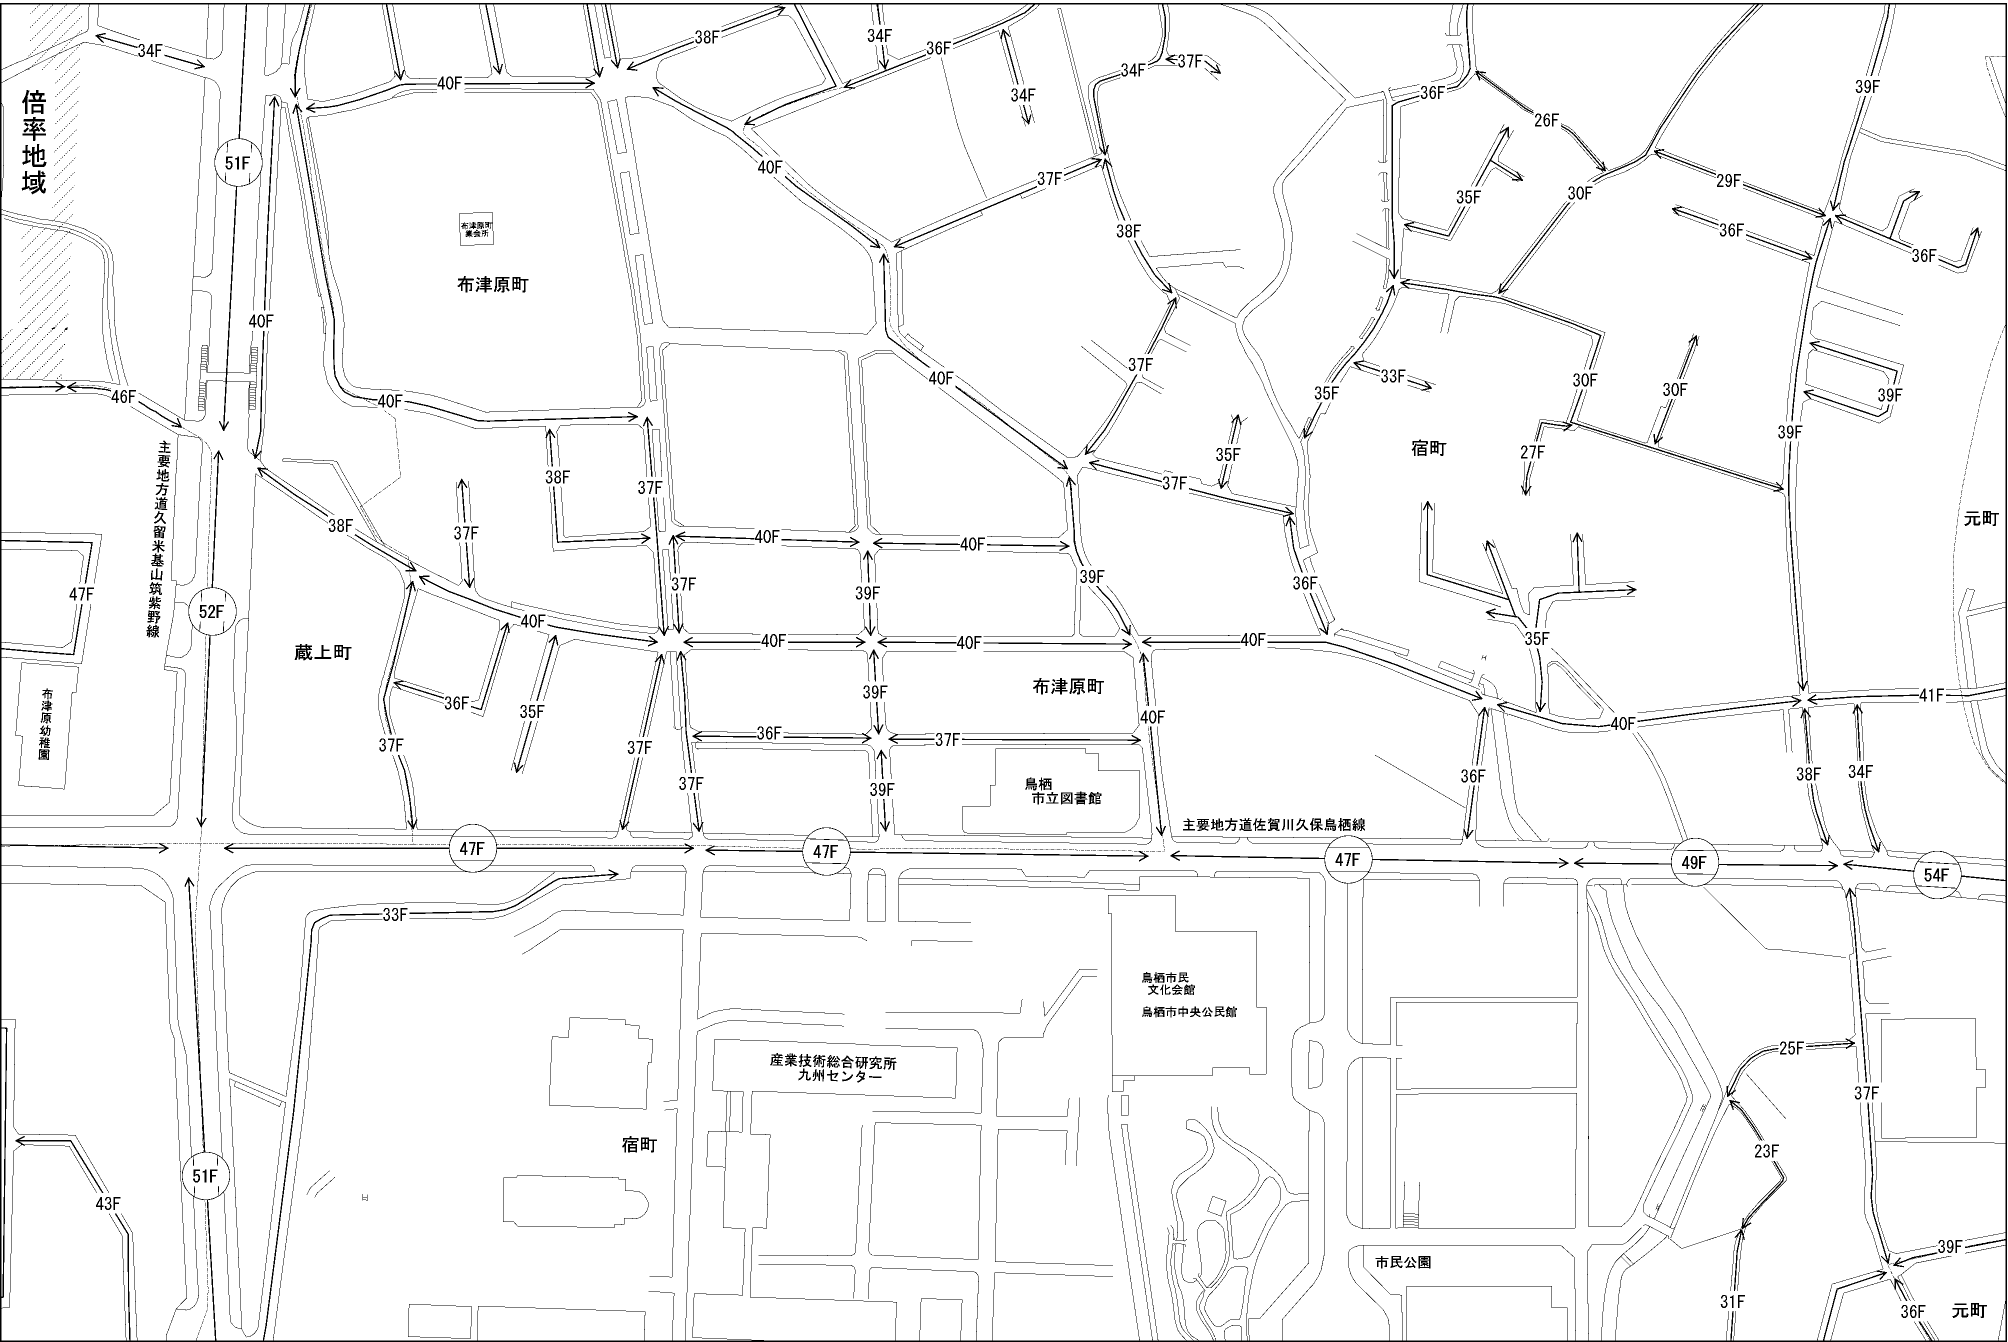 34F
38F
34F
36F
34F
37F
40F
34F
36F
39F
倍率地域
51F
40F
37F
26F
29F
35F
30F
布津原町
集会所
38F
36F
36F
布津原町
40F
37F
46F
40F
40F
33F
35F
30F
30F
39F
39F
宿町
35F
27F
主要地方道久留米基山筑紫野線
38F
37F
37F
38F
37F
40F
40F
元町
47F
52F
37F
39F
39F
36F
蔵上町
40F
40F
40F
40F
35F
布津原町
布津原幼稚園
36F
35F
39F
40F
41F
37F
37F
36F
37F
40F
37F
39F
鳥栖
市立図書館
36F
38F
34F
主要地方道佐賀川久保鳥栖線
47F
47F
47F
49F
54F
33F
鳥栖市民
文化会館
鳥栖市中央公民館
産業技術総合研究所
九州センター
25F
37F
宿町
23F
51F
43F
市民公園
39F
31F
36F
元町